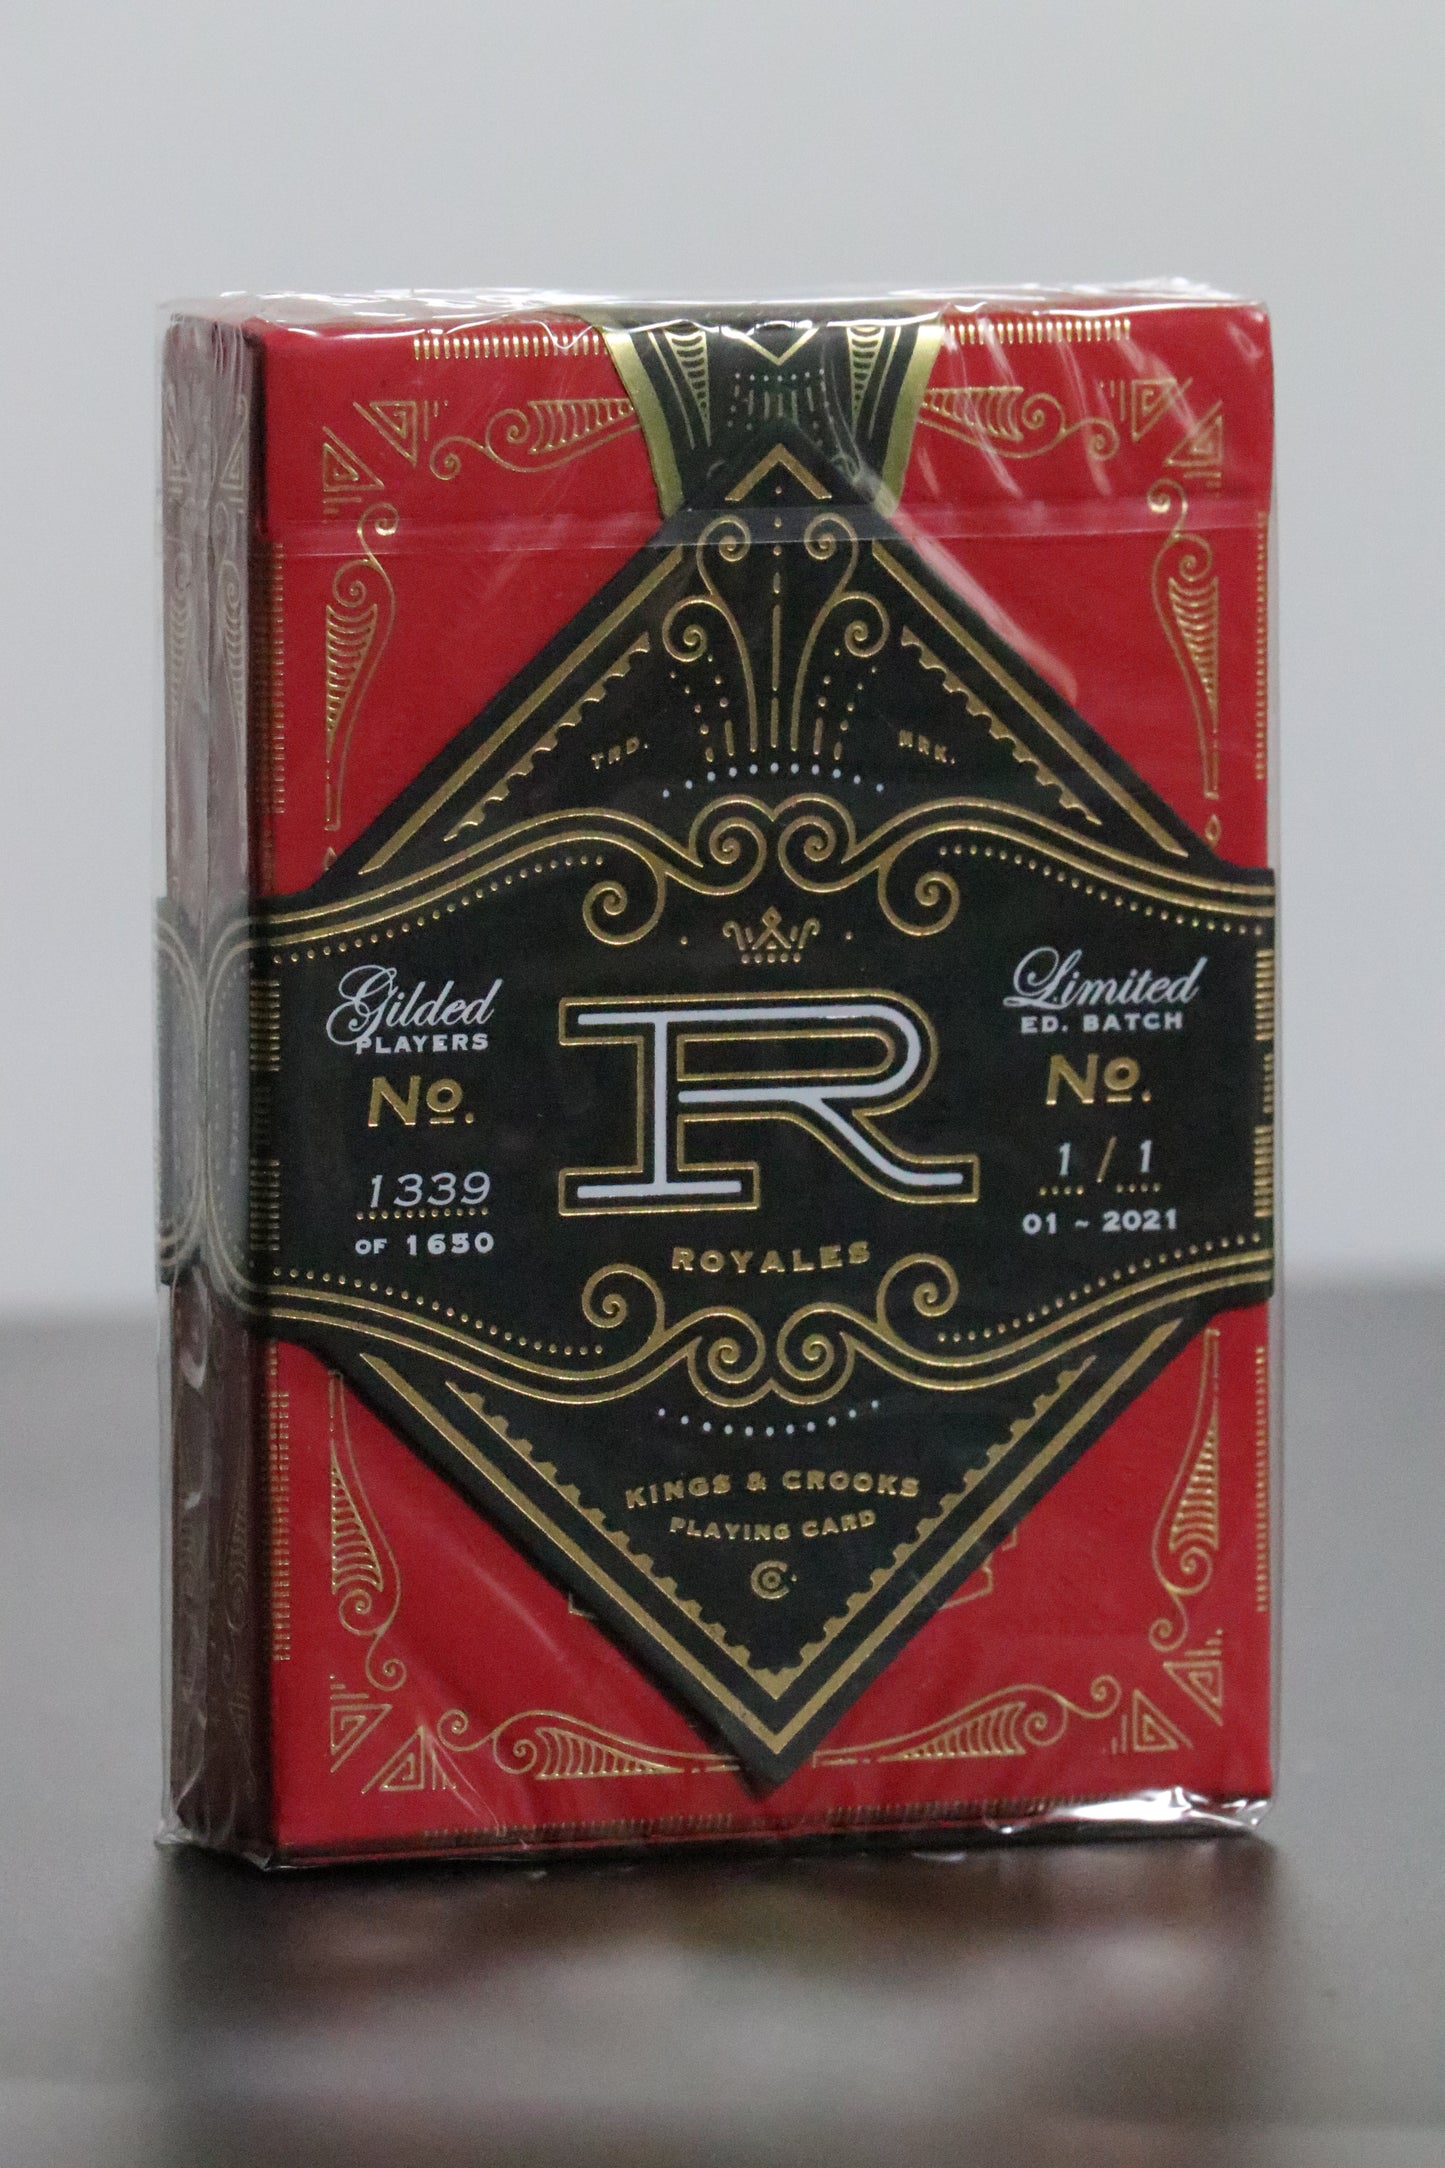 TRD. MRK.
Gilded
PLAYERS
No.
1339
OF 1650
R
ROYALES
Limited
ED. BATCH
No.
1 / 1
01 ~ 2021
KINGS & CROOKS
PLAYING CARD
CO.